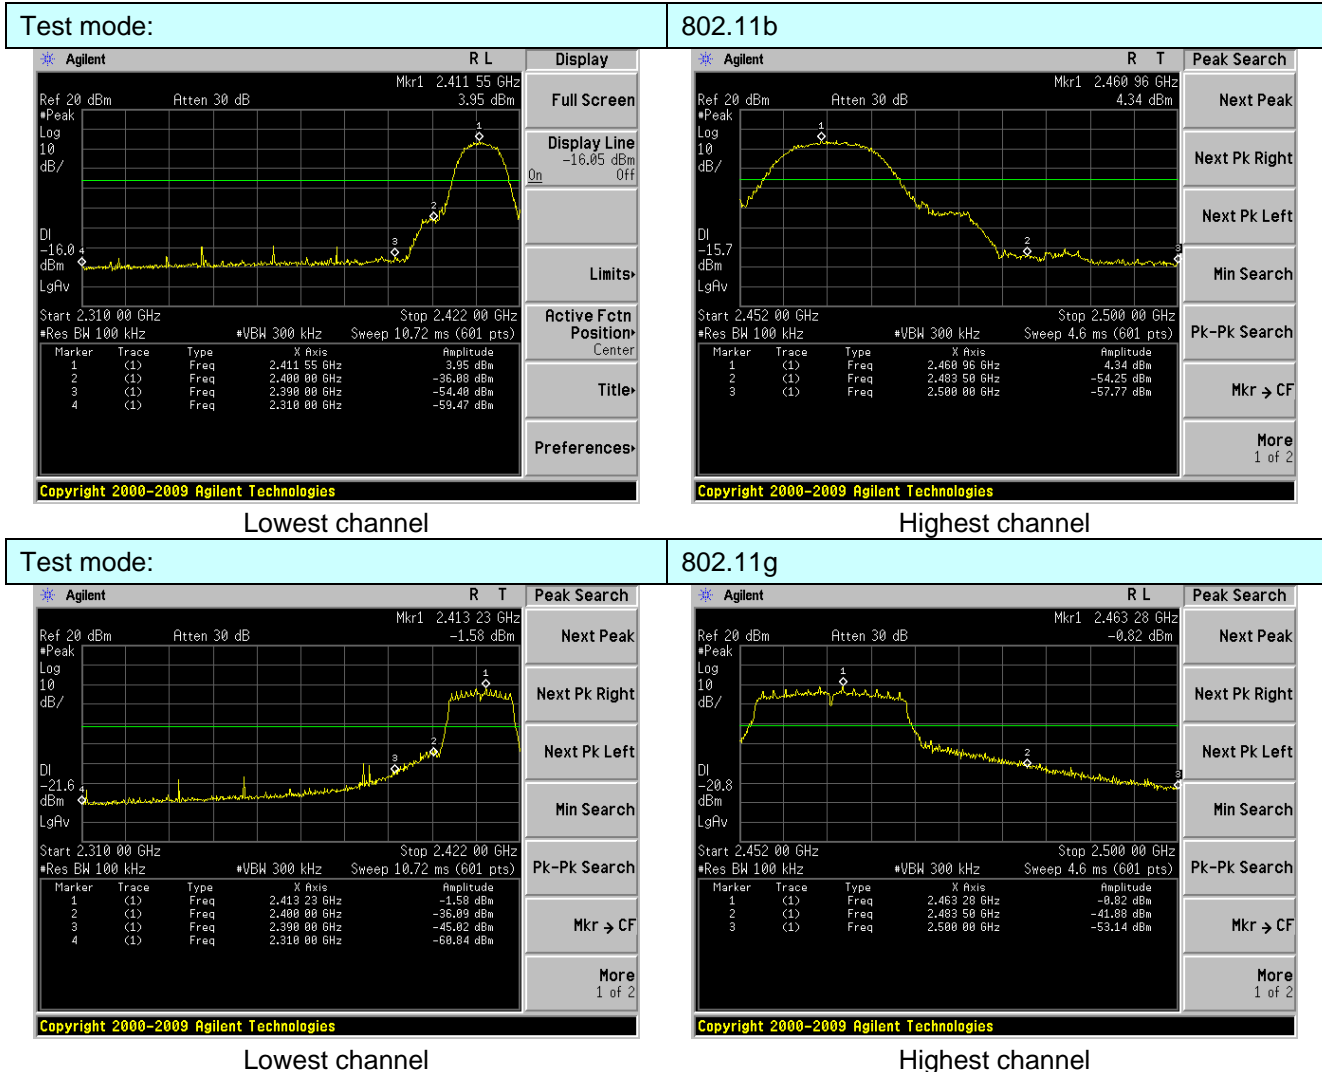 Test mode: 802.11b
Agilent R L Display
Mkr1 2.411 55 GHz
Ref 20 dBm Atten 30 dB 3.95 dBm
#Peak
Log
10
dB/
1
2
3
4
DI
-16.0
dBm
LgAv
Start 2.310 00 GHz Stop 2.422 00 GHz
#Res BW 100 kHz #VBW 300 kHz Sweep 10.72 ms (601 pts)
Marker Trace Type X Axis Amplitude
1 (1) Freq 2.411 55 GHz 3.95 dBm
2 (1) Freq 2.400 00 GHz -36.08 dBm
3 (1) Freq 2.390 00 GHz -54.40 dBm
4 (1) Freq 2.310 00 GHz -59.47 dBm
Full Screen
Display Line
-16.05 dBm
On Off
Limits
Active Fctn
Position
Center
Title
Preferences
Copyright 2000-2009 Agilent Technologies
Lowest channel
Agilent R T Peak Search
Mkr1 2.460 96 GHz
Ref 20 dBm Atten 30 dB 4.34 dBm
#Peak
Log
10
dB/
1
2
3
DI
-15.7
dBm
LgAv
Start 2.452 00 GHz Stop 2.500 00 GHz
#Res BW 100 kHz #VBW 300 kHz Sweep 4.6 ms (601 pts)
Marker Trace Type X Axis Amplitude
1 (1) Freq 2.460 96 GHz 4.34 dBm
2 (1) Freq 2.483 50 GHz -54.25 dBm
3 (1) Freq 2.500 00 GHz -57.77 dBm
Next Peak
Next Pk Right
Next Pk Left
Min Search
Pk-Pk Search
Mkr → CF
More
1 of 2
Copyright 2000-2009 Agilent Technologies
Highest channel
Test mode: 802.11g
Agilent R T Peak Search
Mkr1 2.413 23 GHz
Ref 20 dBm Atten 30 dB -1.58 dBm
#Peak
Log
10
dB/
1
2
3
4
DI
-21.6
dBm
LgAv
Start 2.310 00 GHz Stop 2.422 00 GHz
#Res BW 100 kHz #VBW 300 kHz Sweep 10.72 ms (601 pts)
Marker Trace Type X Axis Amplitude
1 (1) Freq 2.413 23 GHz -1.58 dBm
2 (1) Freq 2.400 00 GHz -36.09 dBm
3 (1) Freq 2.390 00 GHz -45.02 dBm
4 (1) Freq 2.310 00 GHz -60.84 dBm
Next Peak
Next Pk Right
Next Pk Left
Min Search
Pk-Pk Search
Mkr → CF
More
1 of 2
Copyright 2000-2009 Agilent Technologies
Lowest channel
Agilent R L Peak Search
Mkr1 2.463 28 GHz
Ref 20 dBm Atten 30 dB -0.82 dBm
#Peak
Log
10
dB/
1
2
3
DI
-20.8
dBm
LgAv
Start 2.452 00 GHz Stop 2.500 00 GHz
#Res BW 100 kHz #VBW 300 kHz Sweep 4.6 ms (601 pts)
Marker Trace Type X Axis Amplitude
1 (1) Freq 2.463 28 GHz -0.82 dBm
2 (1) Freq 2.483 50 GHz -41.88 dBm
3 (1) Freq 2.500 00 GHz -53.14 dBm
Next Peak
Next Pk Right
Next Pk Left
Min Search
Pk-Pk Search
Mkr → CF
More
1 of 2
Copyright 2000-2009 Agilent Technologies
Highest channel